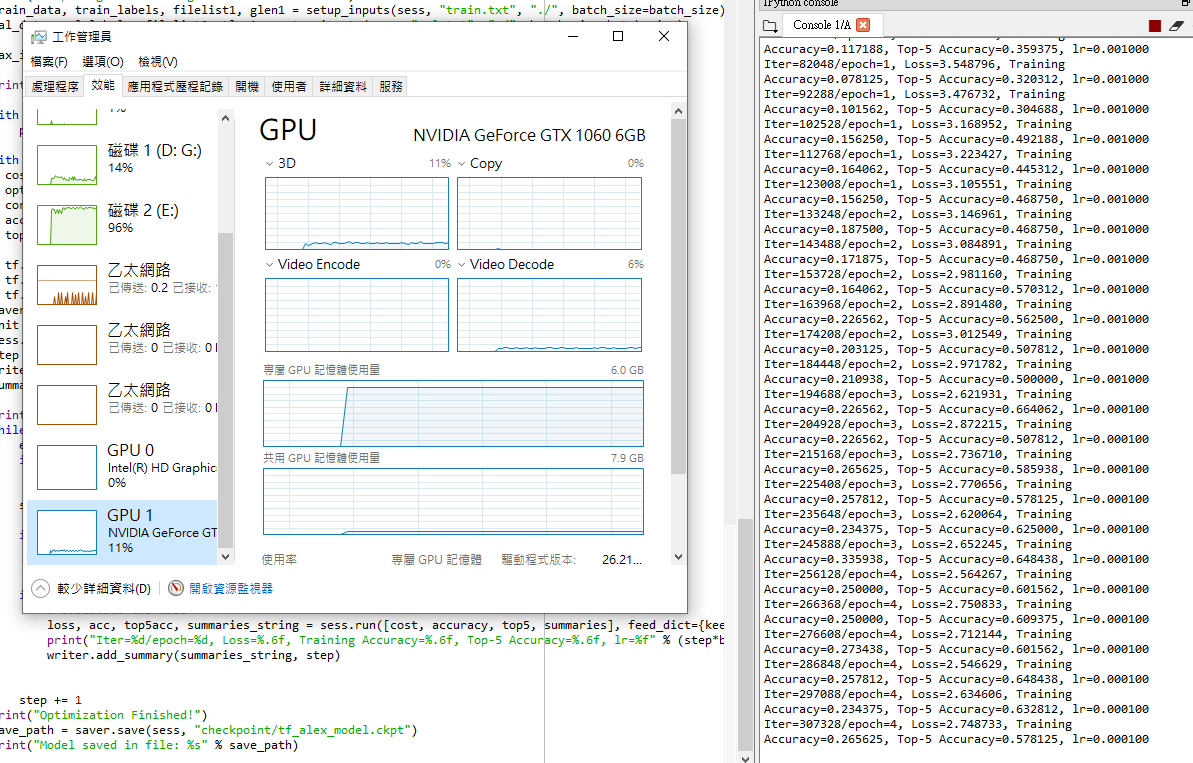 rain_data, train_labels, filelist1, glen1 = setup_inputs(sess, "train.txt", "./", batch_size=batch_size)
工作管理員
檔案(F) 選項(O) 檢視(V)
處理程序 效能 應用程式歷程記錄 開機 使用者 詳細資料 服務
磁碟 1 (D: G:)
14%
磁碟 2 (E:)
96%
乙太網路
已傳送: 0.2 已接收:
乙太網路
已傳送: 0 已接收: 0
乙太網路
已傳送: 0 已接收: 0
GPU 0
Intel(R) HD Graphic
0%
GPU 1
NVIDIA GeForce GT
11%
GPU
NVIDIA GeForce GTX 1060 6GB
3D 11% Copy 0%
Video Encode 0% Video Decode 6%
專屬 GPU 記憶體使用量 6.0 GB
共用 GPU 記憶體使用量 7.9 GB
使用率 專屬 GPU 記憶體 驅動程式版本: 26.21...
較少詳細資料(D) 開啟資源監視器
loss, acc, top5acc, summaries_string = sess.run([cost, accuracy, top5, summaries], feed_dict={kee
print("Iter=%d/epoch=%d, Loss=%.6f, Training Accuracy=%.6f, Top-5 Accuracy=%.6f, lr=%f" % (step*b
writer.add_summary(summaries_string, step)
step += 1
rint("Optimization Finished!")
ave_path = saver.save(sess, "checkpoint/tf_alex_model.ckpt")
rint("Model saved in file: %s" % save_path)
IPython console
Console 1/A
Accuracy=0.117188, Top-5 Accuracy=0.359375, lr=0.001000
Iter=82048/epoch=1, Loss=3.548796, Training
Accuracy=0.078125, Top-5 Accuracy=0.320312, lr=0.001000
Iter=92288/epoch=1, Loss=3.476732, Training
Accuracy=0.101562, Top-5 Accuracy=0.304688, lr=0.001000
Iter=102528/epoch=1, Loss=3.168952, Training
Accuracy=0.156250, Top-5 Accuracy=0.492188, lr=0.001000
Iter=112768/epoch=1, Loss=3.223427, Training
Accuracy=0.164062, Top-5 Accuracy=0.445312, lr=0.001000
Iter=123008/epoch=1, Loss=3.105551, Training
Accuracy=0.156250, Top-5 Accuracy=0.468750, lr=0.001000
Iter=133248/epoch=2, Loss=3.146961, Training
Accuracy=0.187500, Top-5 Accuracy=0.468750, lr=0.001000
Iter=143488/epoch=2, Loss=3.084891, Training
Accuracy=0.171875, Top-5 Accuracy=0.468750, lr=0.001000
Iter=153728/epoch=2, Loss=2.981160, Training
Accuracy=0.164062, Top-5 Accuracy=0.570312, lr=0.001000
Iter=163968/epoch=2, Loss=2.891480, Training
Accuracy=0.226562, Top-5 Accuracy=0.562500, lr=0.001000
Iter=174208/epoch=2, Loss=3.012549, Training
Accuracy=0.203125, Top-5 Accuracy=0.507812, lr=0.001000
Iter=184448/epoch=2, Loss=2.971782, Training
Accuracy=0.210938, Top-5 Accuracy=0.500000, lr=0.001000
Iter=194688/epoch=3, Loss=2.621931, Training
Accuracy=0.226562, Top-5 Accuracy=0.664062, lr=0.000100
Iter=204928/epoch=3, Loss=2.872215, Training
Accuracy=0.226562, Top-5 Accuracy=0.507812, lr=0.000100
Iter=215168/epoch=3, Loss=2.736710, Training
Accuracy=0.265625, Top-5 Accuracy=0.585938, lr=0.000100
Iter=225408/epoch=3, Loss=2.770656, Training
Accuracy=0.257812, Top-5 Accuracy=0.578125, lr=0.000100
Iter=235648/epoch=3, Loss=2.620064, Training
Accuracy=0.234375, Top-5 Accuracy=0.625000, lr=0.000100
Iter=245888/epoch=3, Loss=2.652245, Training
Accuracy=0.335938, Top-5 Accuracy=0.648438, lr=0.000100
Iter=256128/epoch=4, Loss=2.564267, Training
Accuracy=0.250000, Top-5 Accuracy=0.601562, lr=0.000100
Iter=266368/epoch=4, Loss=2.750833, Training
Accuracy=0.250000, Top-5 Accuracy=0.609375, lr=0.000100
Iter=276608/epoch=4, Loss=2.712144, Training
Accuracy=0.273438, Top-5 Accuracy=0.601562, lr=0.000100
Iter=286848/epoch=4, Loss=2.546629, Training
Accuracy=0.257812, Top-5 Accuracy=0.648438, lr=0.000100
Iter=297088/epoch=4, Loss=2.634606, Training
Accuracy=0.234375, Top-5 Accuracy=0.632812, lr=0.000100
Iter=307328/epoch=4, Loss=2.748733, Training
Accuracy=0.265625, Top-5 Accuracy=0.578125, lr=0.000100